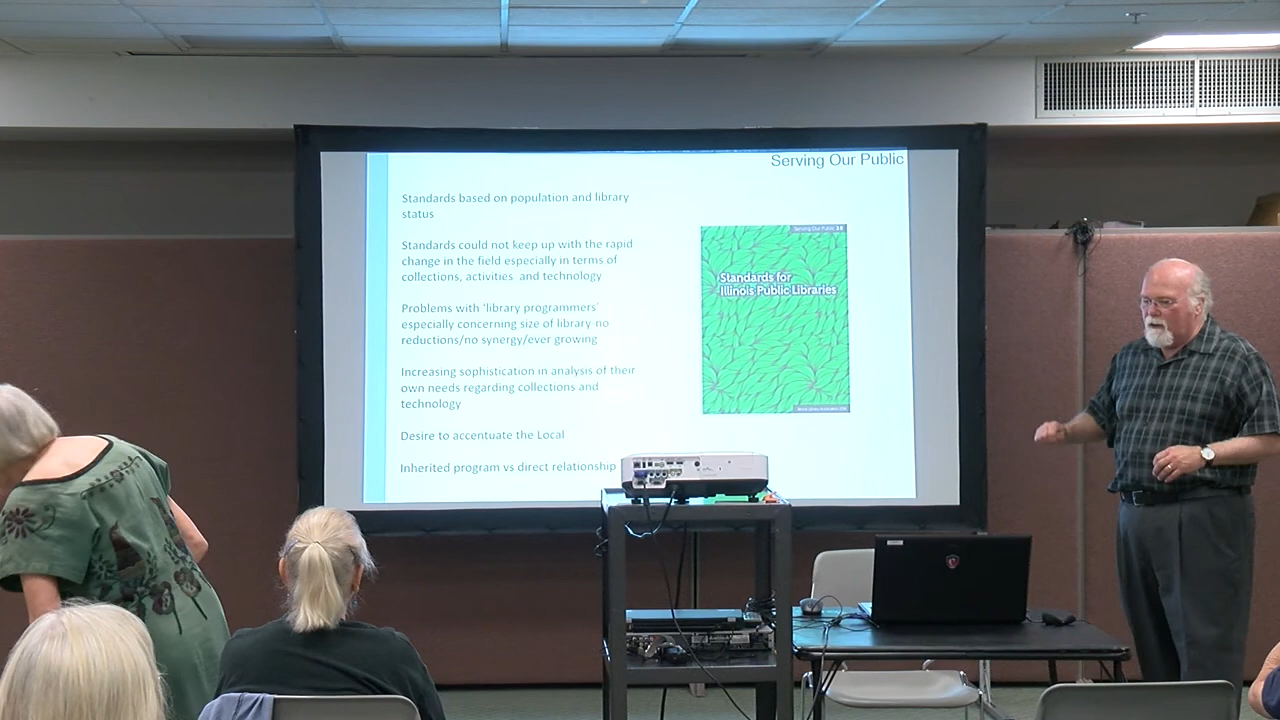 Serving Our Public
Standards based on population and library
status
Standards could not keep up with the rapid
change in the field especially in terms of
collections, activities and technology
Problems with 'library programmers'
especially concerning size of library-no
reductions/no synergy/ever growing
Increasing sophistication in analysis of their
own needs regarding collections and
technology
Desire to accentuate the Local
Inherited program vs direct relationship
Serving Our Public
Standards for
Illinois Public Libraries